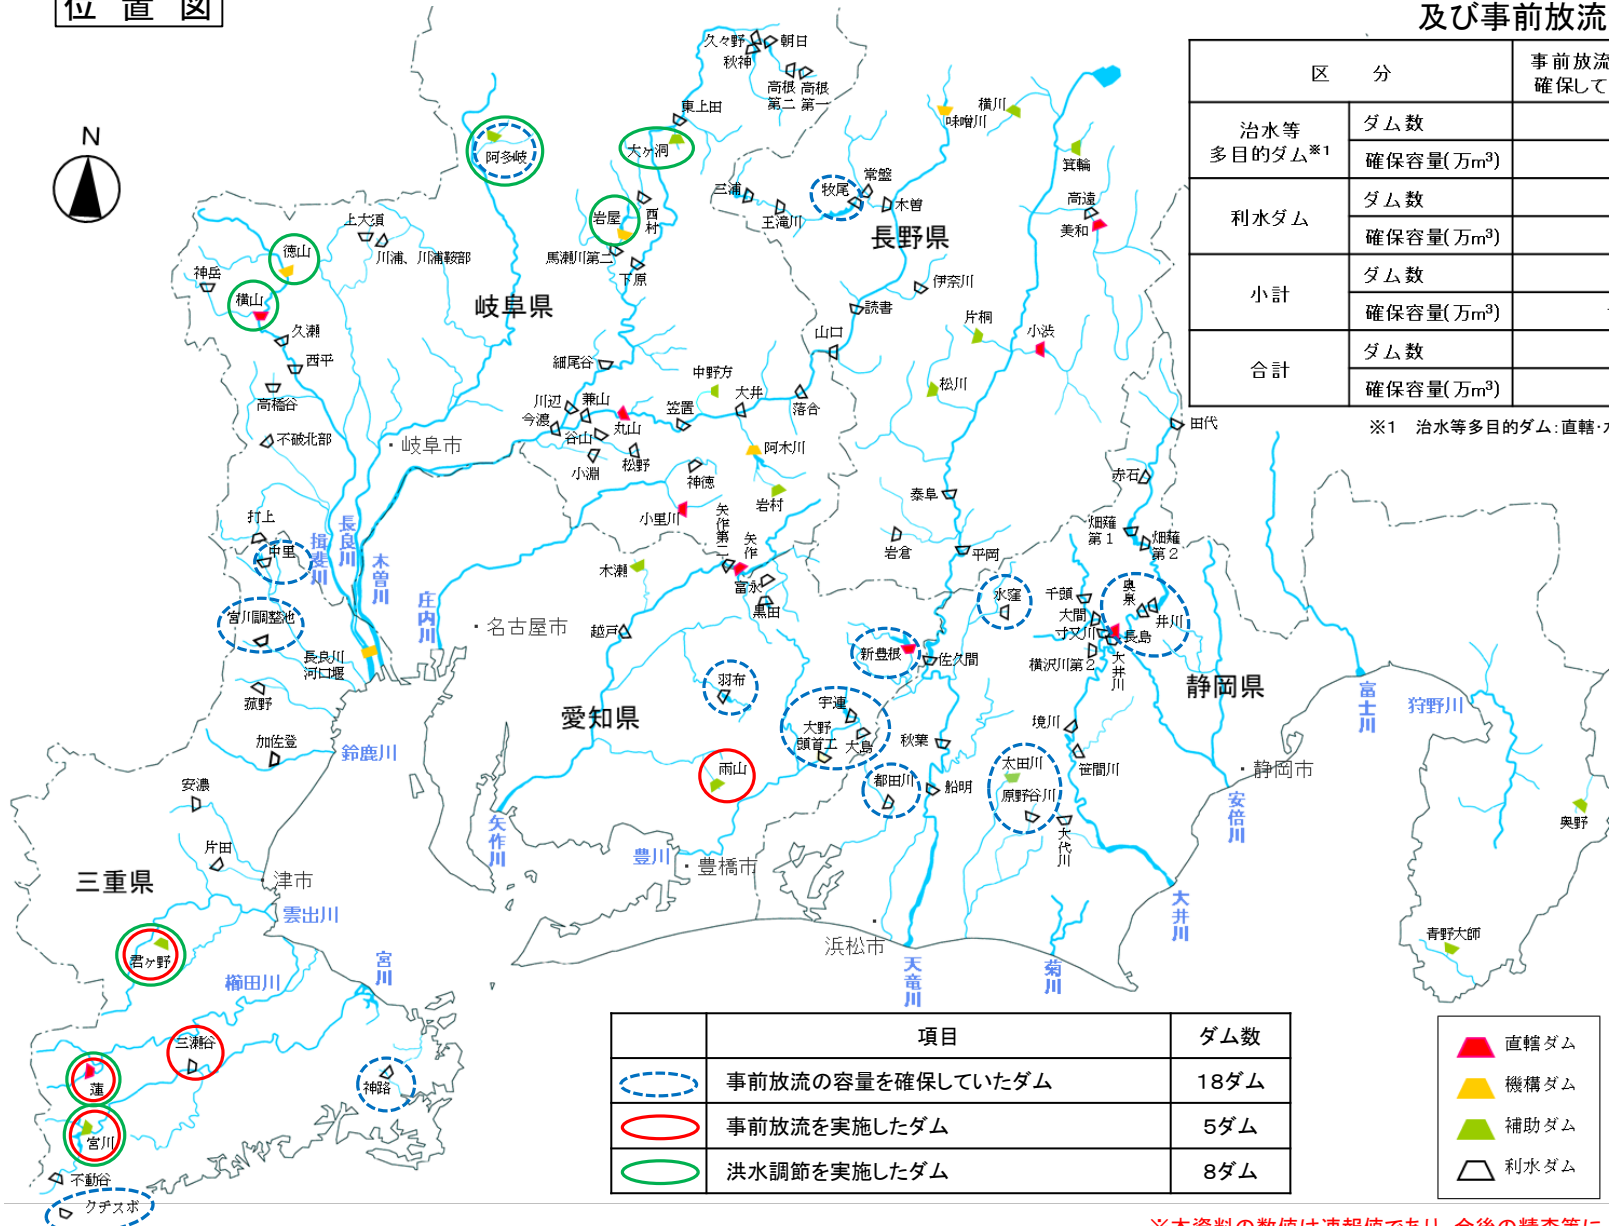 位 置 図
及び事前放流
区 分
事前放流
確保して
治水等
多目的ダム※1
ダム数
確保容量(万m³)
利水ダム
ダム数
確保容量(万m³)
小計
ダム数
確保容量(万m³)
合計
ダム数
確保容量(万m³)
※1 治水等多目的ダム:直轄・
N
久々野
朝日
秋神
高根
第二
高根
第一
東上田
阿多岐
大ヶ洞
味噌川
横川
箕輪
三浦
王滝川
牧尾
常盤
木曽
長野県
高遠
美和
岩屋
西村
馬瀬川第二
下原
上大須
川浦、川浦鞍部
徳山
神岳
横山
岐阜県
久瀬
西平
高橋谷
不破北部
岐阜市
伊奈川
読書
山口
片桐
小渋
松川
細尾谷
中野方
大井
落合
川辺
兼山
今渡
丸山
笠置
谷山
小淵
松野
神徳
阿木川
岩村
小里川
田代
赤石
泰阜
畑薙
第1
畑薙
第2
岩倉
平岡
打上
中里
揖斐川
長良川
木曽川
庄内川
矢作第二
矢作
木瀬
富永
黒田
越戸
名古屋市
宮川調整池
長良川
河口堰
菰野
加佐登
鈴鹿川
水窪
千頭
大間
寸又川
奥泉
井川
長島
横沢川第2
大井川
新豊根
佐久間
羽布
愛知県
宇連
大野
頭首工
大島
静岡県
富士川
狩野川
境川
秋葉
笹間川
太田川
原野谷川
都田川
船明
大代川
静岡市
安倍川
奥野
雨山
矢作川
豊川
豊橋市
安濃
片田
三重県
津市
雲出川
君ヶ野
櫛田川
宮川
浜松市
天竜川
菊川
大井川
青野大師
三瀬谷
蓮
宮川
神路
不動谷
クチスボ
項目
ダム数
事前放流の容量を確保していたダム
18ダム
事前放流を実施したダム
5ダム
洪水調節を実施したダム
8ダム
直轄ダム
機構ダム
補助ダム
利水ダム